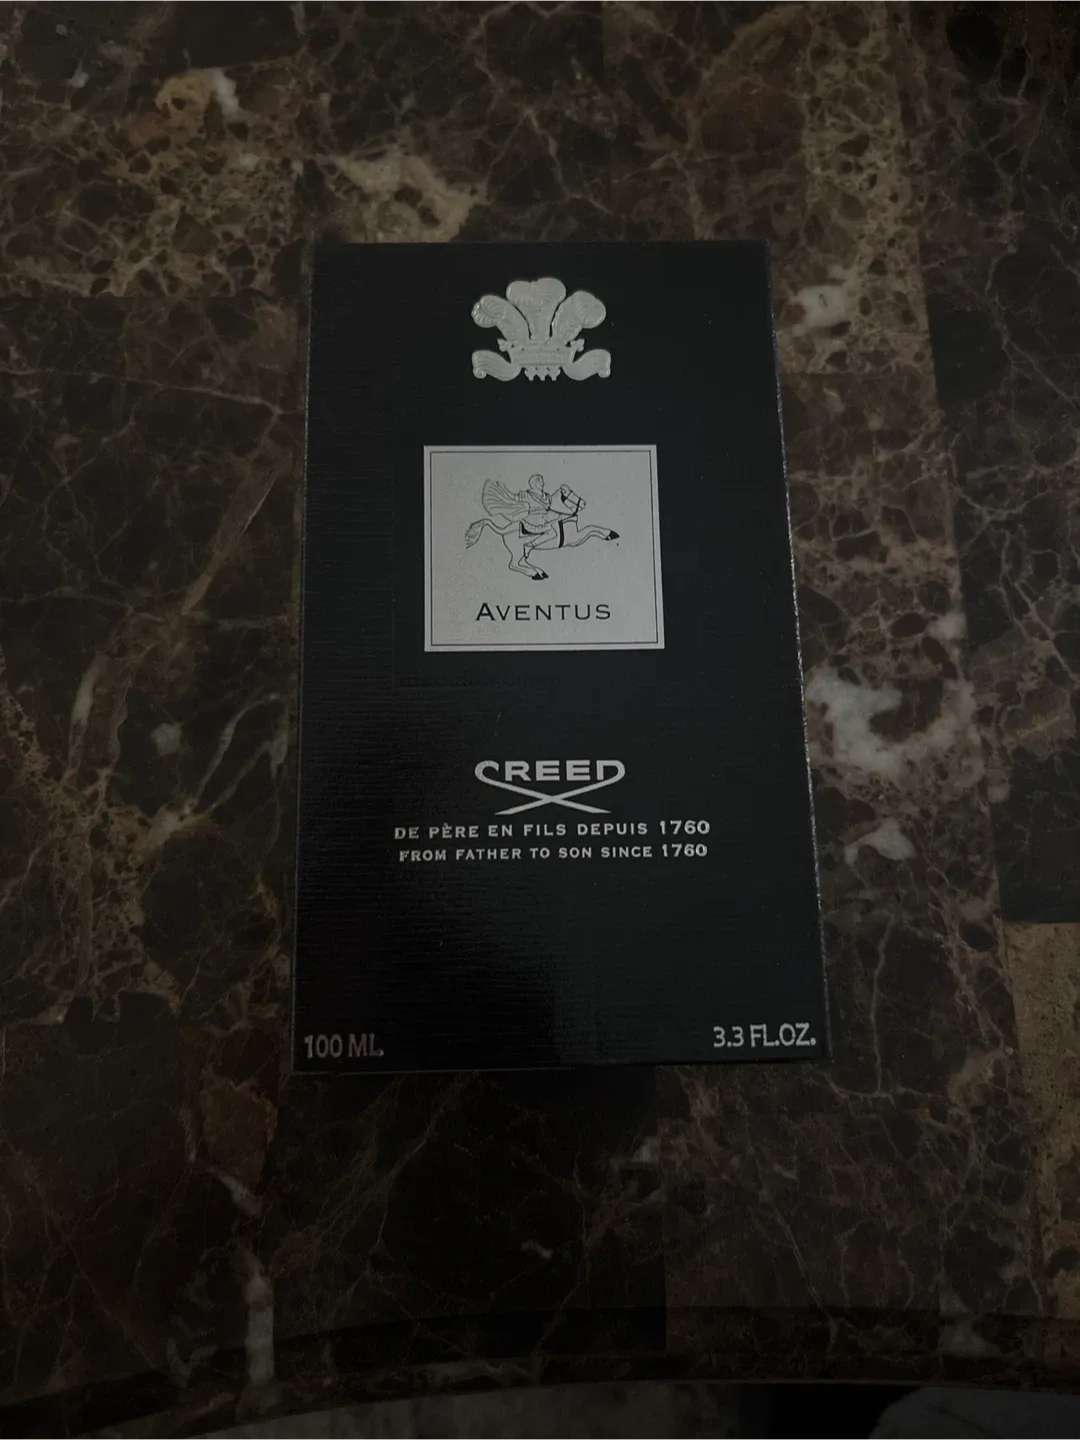 AVENTUS
CREED
DE PÈRE EN FILS DEPUIS 1760
FROM FATHER TO SON SINCE 1760
100 ML
3.3 FL.OZ.